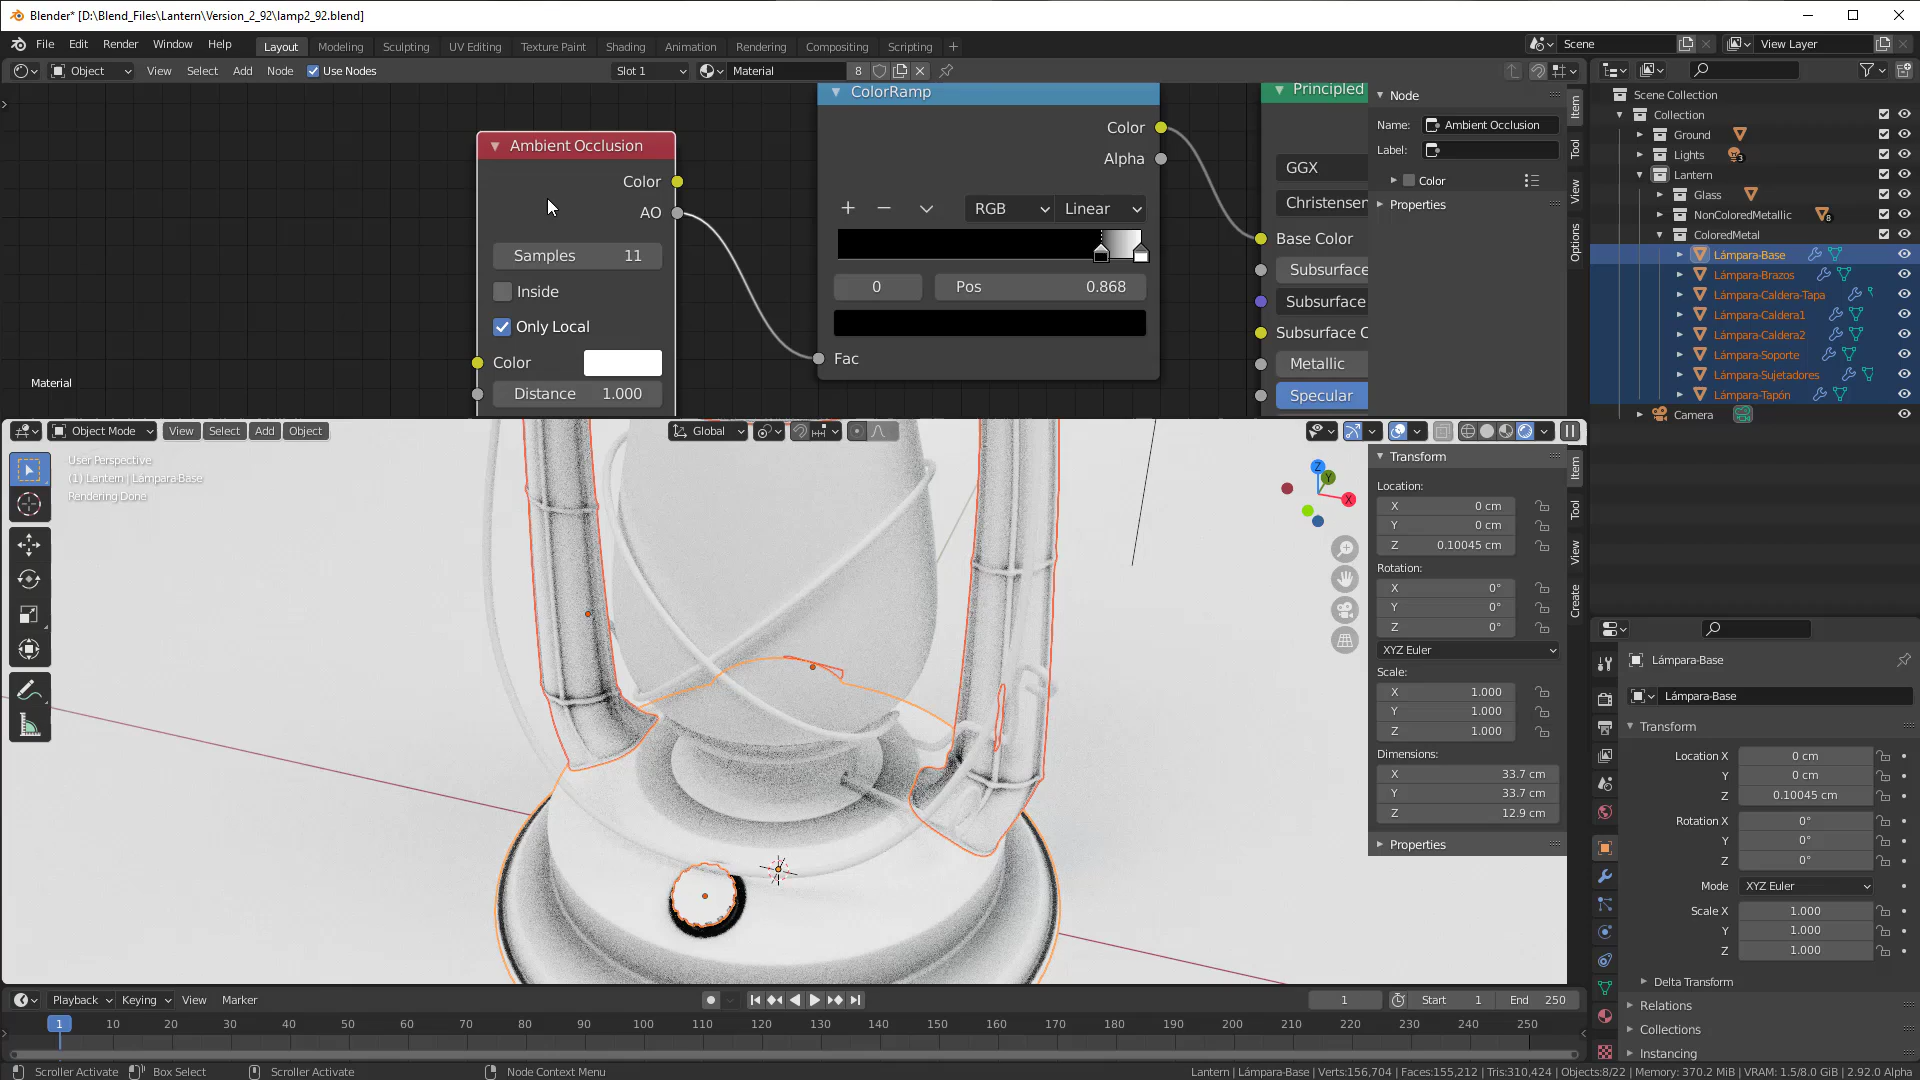 Blender* [D:\Blend_Files\Lantern\Version_2_92\lamp2_92.blend]
File Edit Render Window Help Layout Modeling Sculpting UV Editing Texture Paint Shading Animation Rendering Compositing Scripting + Scene View Layer
Object View Select Add Node Use Nodes Slot 1 Material 8
Ambient Occlusion
Color
AO
Samples 11
Inside
Only Local
Color
Distance 1.000
Material
ColorRamp
Color
Alpha
RGB Linear
0 Pos 0.868
Fac
Principled
GGX
Christensen
Base Color
Subsurface
Subsurface
Subsurface C
Metallic
Specular
Node
Name: Ambient Occlusion
Label:
Color
Properties
Item
Tool
View
Options
Scene Collection
Collection
Ground
Lights 3
Lantern
Glass
NonColoredMetallic 8
ColoredMetal
Lámpara-Base
Lámpara-Brazos
Lámpara-Caldera-Tapa
Lámpara-Caldera1
Lámpara-Caldera2
Lámpara-Soporte
Lámpara-Sujetadores
Lámpara-Tapón
Camera
Object Mode View Select Add Object Global
User Perspective
(1) Lantern | Lámpara-Base
Rendering Done
Z
Y
X
Transform
Location:
X 0 cm
Y 0 cm
Z 0.10045 cm
Rotation:
X 0°
Y 0°
Z 0°
XYZ Euler
Scale:
X 1.000
Y 1.000
Z 1.000
Dimensions:
X 33.7 cm
Y 33.7 cm
Z 12.9 cm
Properties
Item
Tool
View
Create
Lámpara-Base
Lámpara-Base
Transform
Location X 0 cm
Y 0 cm
Z 0.10045 cm
Rotation X 0°
Y 0°
Z 0°
Mode XYZ Euler
Scale X 1.000
Y 1.000
Z 1.000
Delta Transform
Relations
Collections
Instancing
Playback Keying View Marker 1 Start 1 End 250
1 10 20 30 40 50 60 70 80 90 100 110 120 130 140 150 160 170 180 190 200 210 220 230 240 250
Scroller Activate Box Select Scroller Activate Node Context Menu Lantern | Lámpara-Base | Verts:156,704 | Faces:155,212 | Tris:310,424 | Objects:8/22 | Memory: 370.2 MiB | VRAM: 1.5/8.0 GiB | 2.92.0 Alpha